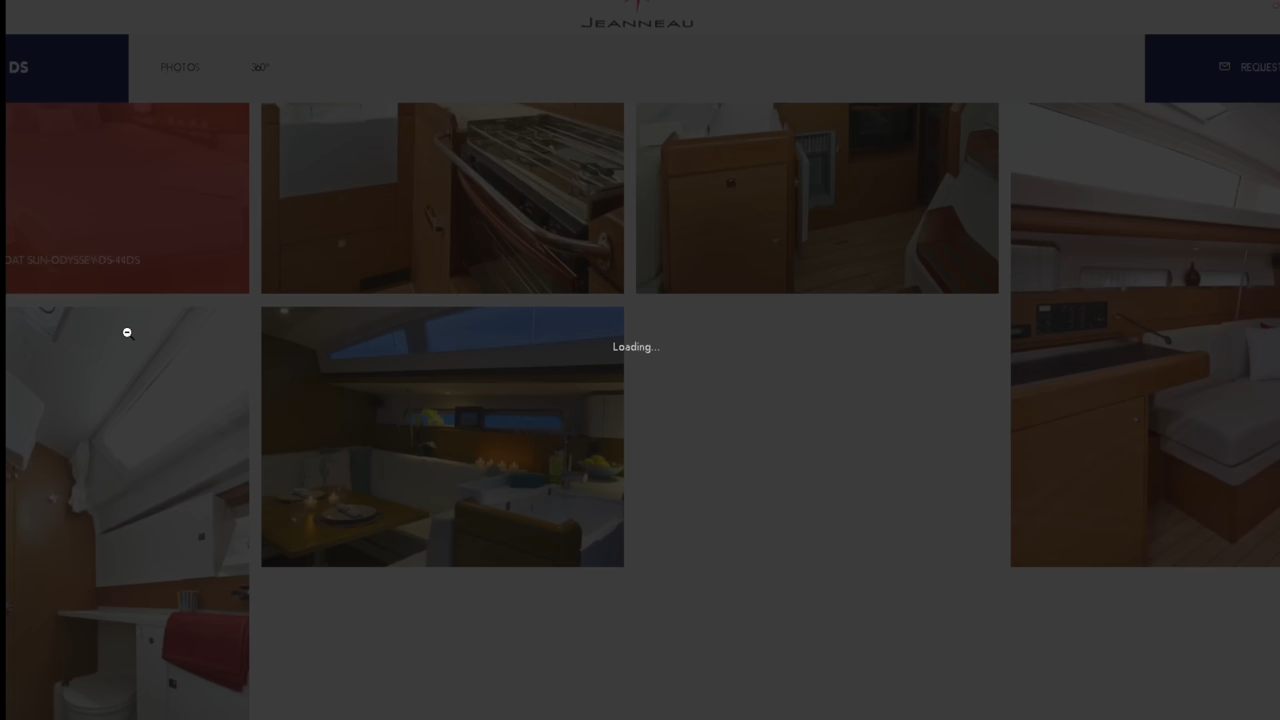 JEANNEAU
DS
PHOTOS
360°
REQUEST
OAT SUN-ODYSSEY-DS-44DS
Loading...